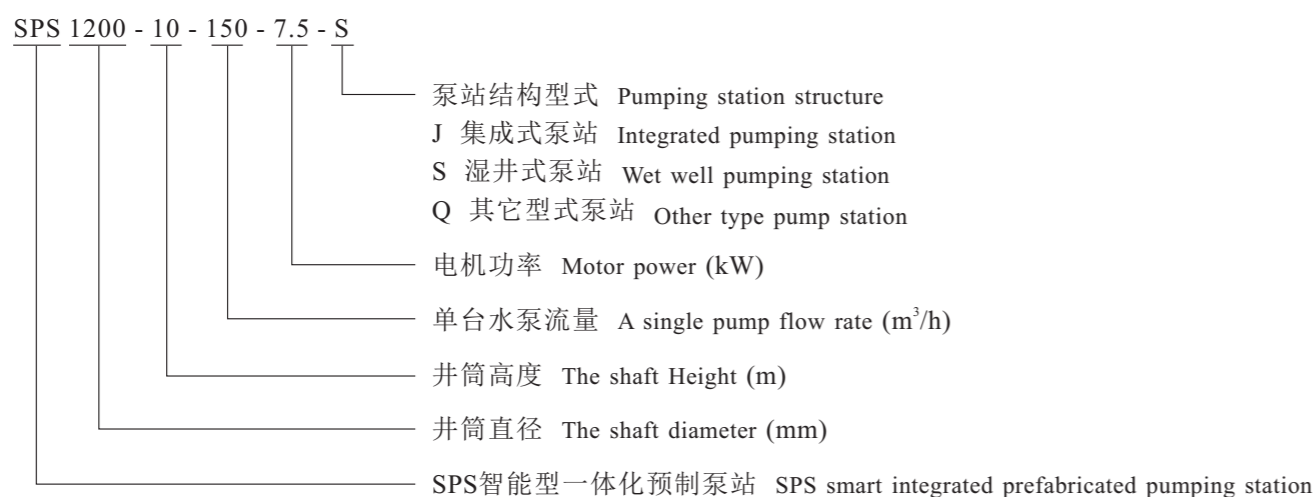 SPS 1200 - 10 - 150 - 7.5 - S
泵站结构型式 Pumping station structure
J 集成式泵站 Integrated pumping station
S 湿井式泵站 Wet well pumping station
Q 其它型式泵站 Other type pump station
电机功率 Motor power (kW)
单台水泵流量 A single pump flow rate (m³/h)
井筒高度 The shaft Height (m)
井筒直径 The shaft diameter (mm)
SPS智能型一体化预制泵站 SPS smart integrated prefabricated pumping station